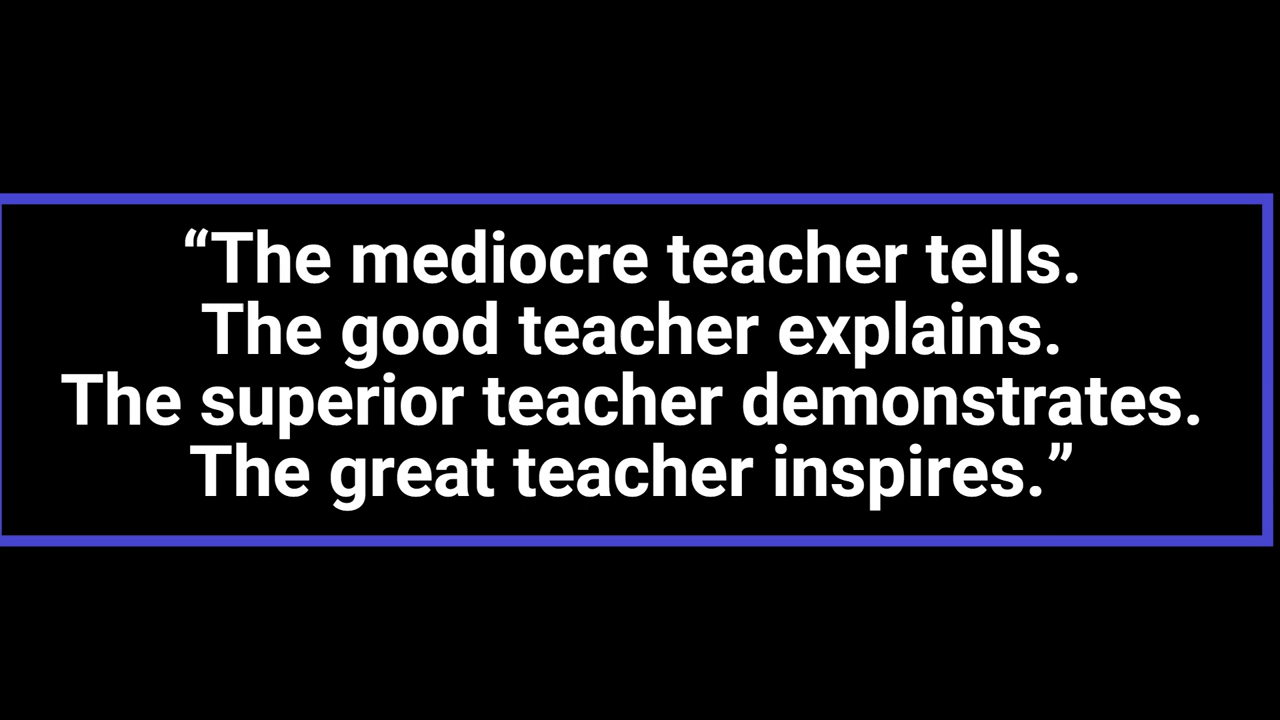 “The mediocre teacher tells.
The good teacher explains.
The superior teacher demonstrates.
The great teacher inspires.”